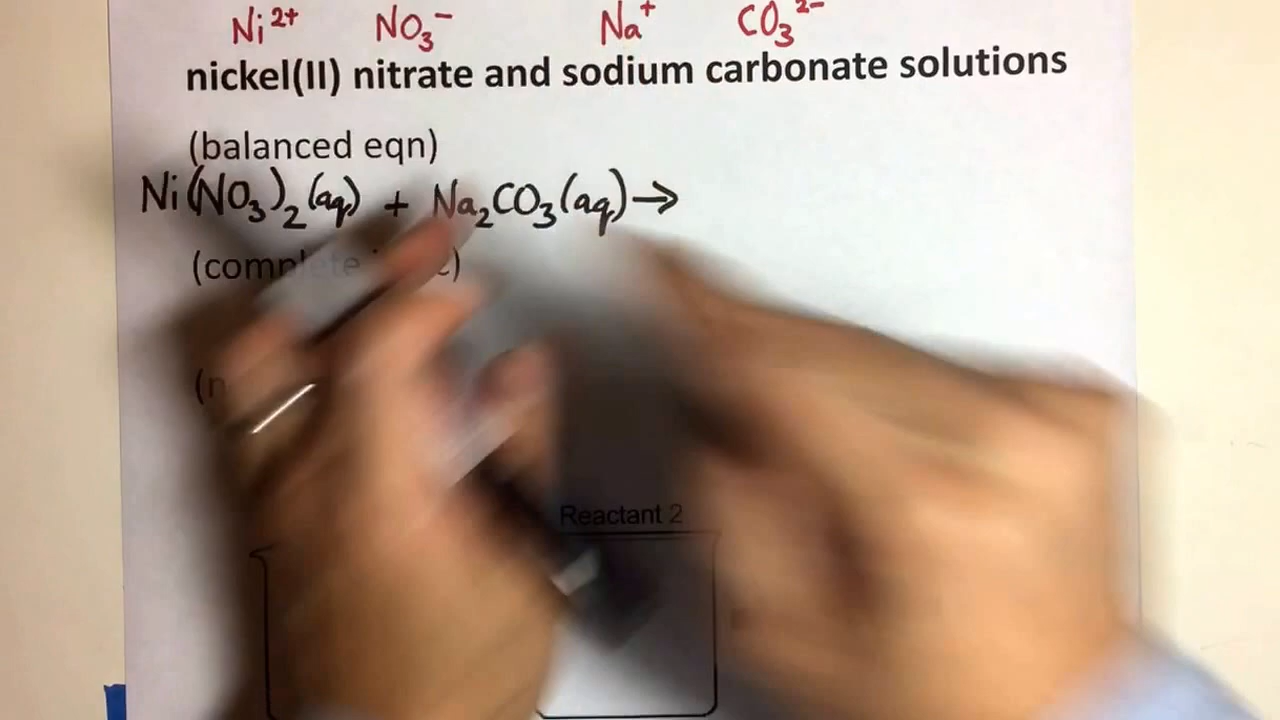 Ni²⁺ NO₃⁻ Na⁺ CO₃²⁻
nickel(II) nitrate and sodium carbonate solutions
(balanced eqn)
Ni(NO₃)₂(aq) + Na₂CO₃(aq)→
(complete
Reactant 2